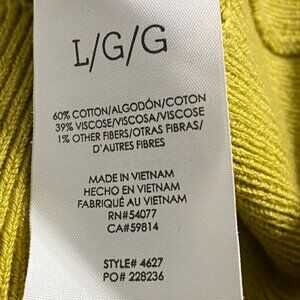 L/G/G
60% COTTON/ALGODÓN/COTON
39% VISCOSE/VISCOSA/VISCOSE
1% OTHER FIBERS/OTRAS FIBRAS/
D'AUTRES FIBRES
MADE IN VIETNAM
HECHO EN VIETNAM
FABRIQUÉ AU VIETNAM
RN#54077
CA#59814
STYLE# 4627
PO# 228236